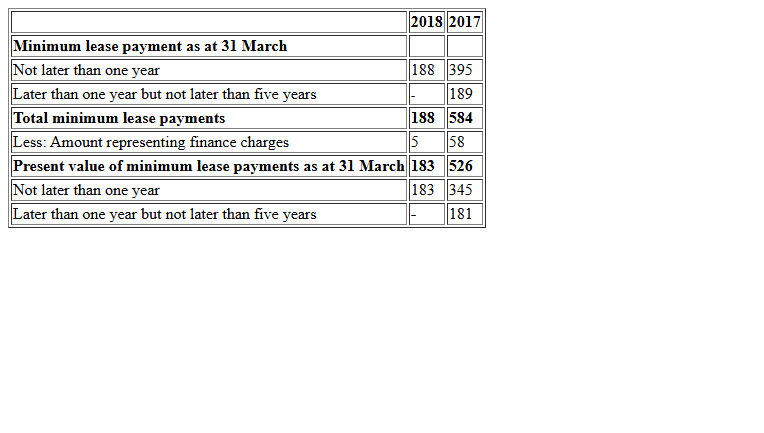 2018 2017
Minimum lease payment as at 31 March
Not later than one year 188 395
Later than one year but not later than five years - 189
Total minimum lease payments 188 584
Less: Amount representing finance charges 5 58
Present value of minimum lease payments as at 31 March 183 526
Not later than one year 183 345
Later than one year but not later than five years - 181